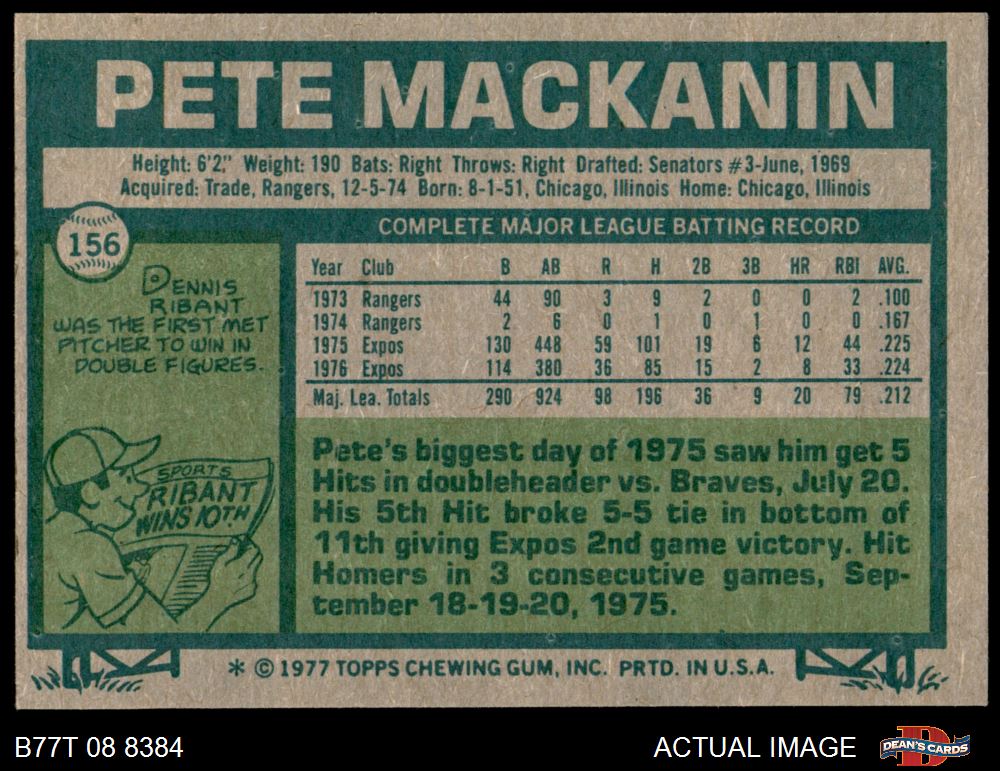 PETE MACKANIN
Height: 6'2." Weight: 190 Bats: Right Throws: Right Drafted: Senators #3-June, 1969
Acquired: Trade, Rangers, 12-5-74 Born: 8-1-51, Chicago, Illinois Home: Chicago, Illinois
156
DENNIS
RIBANT
WAS THE FIRST MET
PITCHER TO WIN IN
DOUBLE FIGURES.
SPORTS
RIBANT
WINS 10TH
COMPLETE MAJOR LEAGUE BATTING RECORD
Year Club B AB R H 2B 3B HR RBI AVG.
1973 Rangers 44 90 3 9 2 0 0 2 .100
1974 Rangers 2 6 0 1 0 1 0 0 .167
1975 Expos 130 448 59 101 19 6 12 44 .225
1976 Expos 114 380 36 85 15 2 8 33 .224
Maj. Lea. Totals 290 924 98 196 36 9 20 79 .212
Pete's biggest day of 1975 saw him get 5
Hits in doubleheader vs. Braves, July 20.
His 5th Hit broke 5-5 tie in bottom of
11th giving Expos 2nd game victory. Hit
Homers in 3 consecutive games, Sep-
tember 18-19-20, 1975.
* © 1977 TOPPS CHEWING GUM, INC. PRTD. IN U.S.A.
B77T 08 8384
ACTUAL IMAGE
DEAN'S CARDS